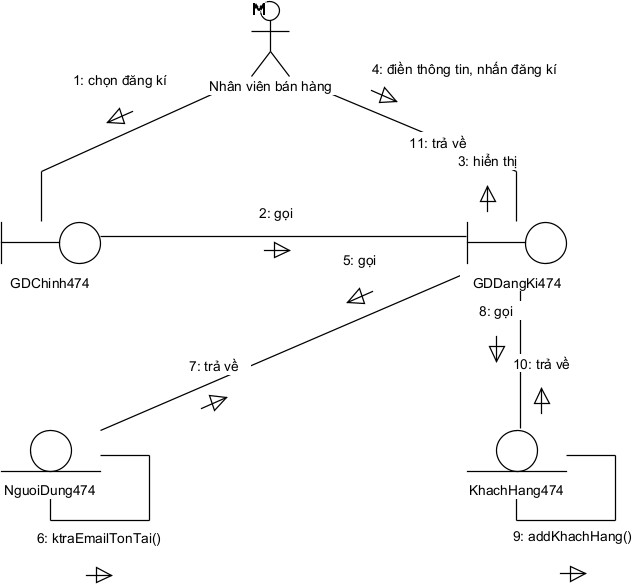 M
1: chọn đăng kí
4: điền thông tin, nhấn đăng kí
Nhân viên bán hàng
11: trả về
3: hiển thị
2: gọi
GDChinh474
5: gọi
GDDangKi474
8: gọi
7: trả về
10: trả về
NguoiDung474
KhachHang474
6: ktraEmailTonTai()
9: addKhachHang()